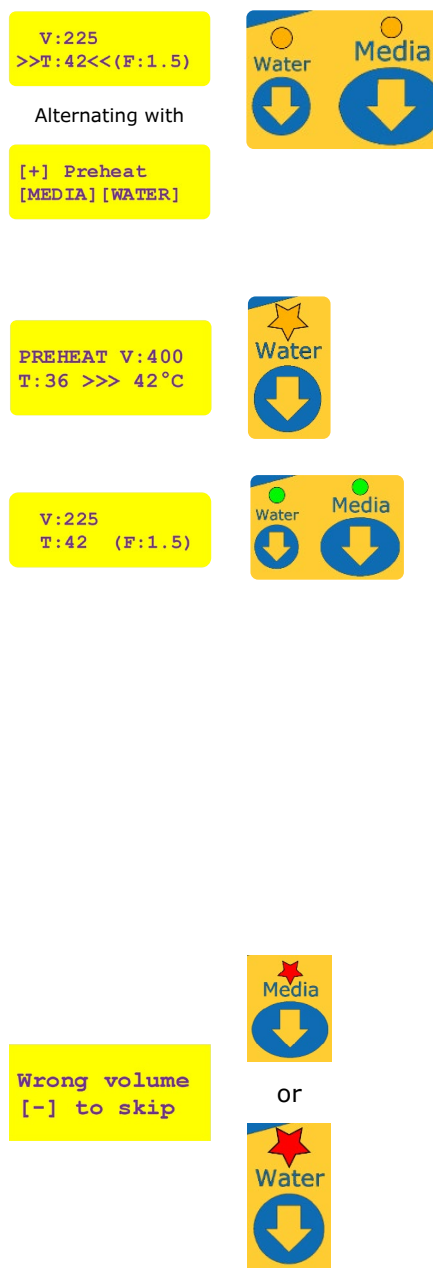 V:225
>>T:42<<(F:1.5)
Water
Media
Alternating with
[+] Preheat
[MEDIA][WATER]
PREHEAT V:400
T:36 >>> 42°C
Water
V:225
T:42 (F:1.5)
Water
Media
Media
Wrong volume
[-] to skip
or
Water